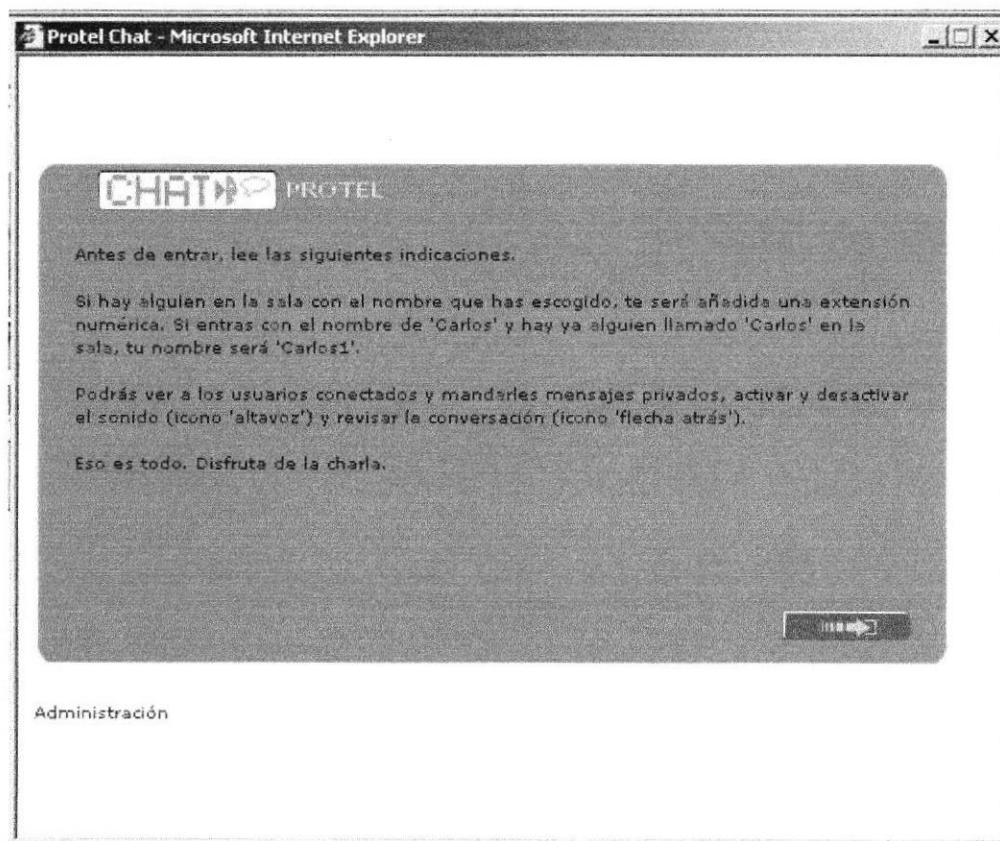 Protel Chat - Microsoft Internet Explorer
CHAT PROTEL
Antes de entrar, lee las siguientes indicaciones.
Si hay alguien en la sala con el nombre que has escogido, te será añadida una extensión
numérica. Si entras con el nombre de 'Carlos' y hay ya alguien llamado 'Carlos' en la
sala, tu nombre será 'Carlos1'.
Podrás ver a los usuarios conectados y mandarles mensajes privados, activar y desactivar
el sonido (icono 'altavoz') y revisar la conversación (icono 'flecha atrás').
Eso es todo. Disfruta de la charla.
Administración